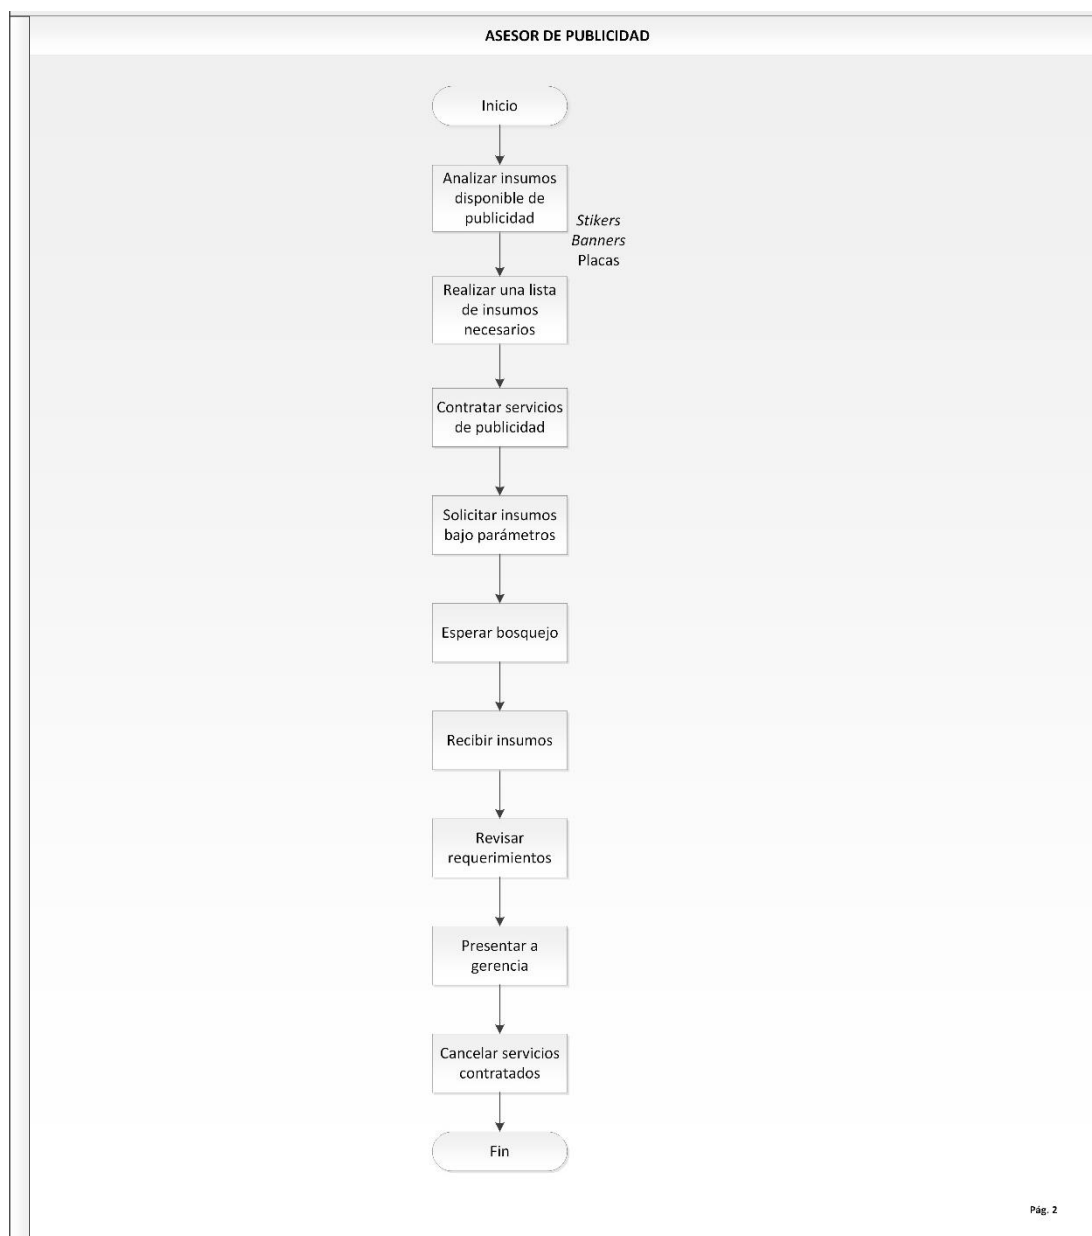 ASESOR DE PUBLICIDAD
Inicio
Analizar insumos
disponible de
publicidad
Stikers
Banners
Placas
Realizar una lista
de insumos
necesarios
Contratar servicios
de publicidad
Solicitar insumos
bajo parámetros
Esperar bosquejo
Recibir insumos
Revisar
requerimientos
Presentar a
gerencia
Cancelar servicios
contratados
Fin
Pág. 2